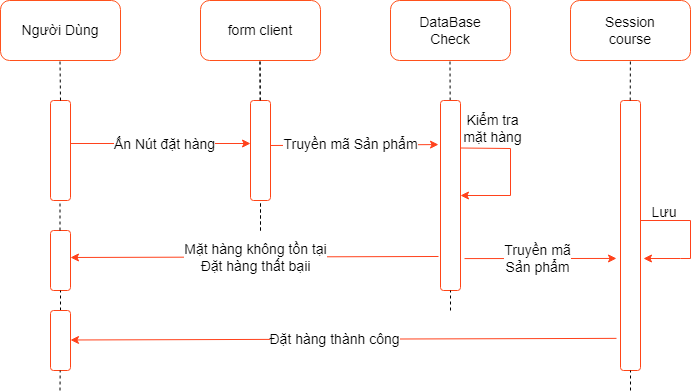 Người Dùng
form client
DataBase
Check
Session
course
Ấn Nút đặt hàng
Truyền mã Sản phẩm
Kiểm tra
mặt hàng
Lưu
Mặt hàng không tồn tại
Đặt hàng thất bạii
Truyền mã
Sản phẩm
Đặt hàng thành công